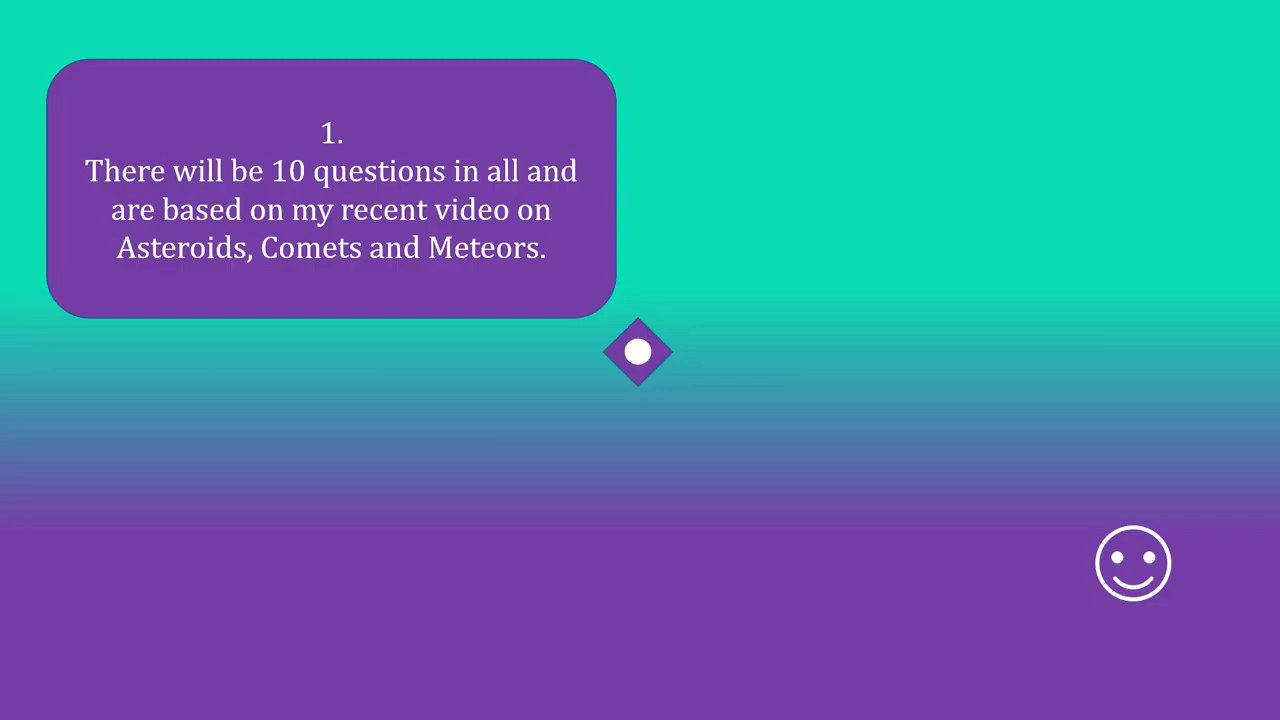 1.
There will be 10 questions in all and
are based on my recent video on
Asteroids, Comets and Meteors.